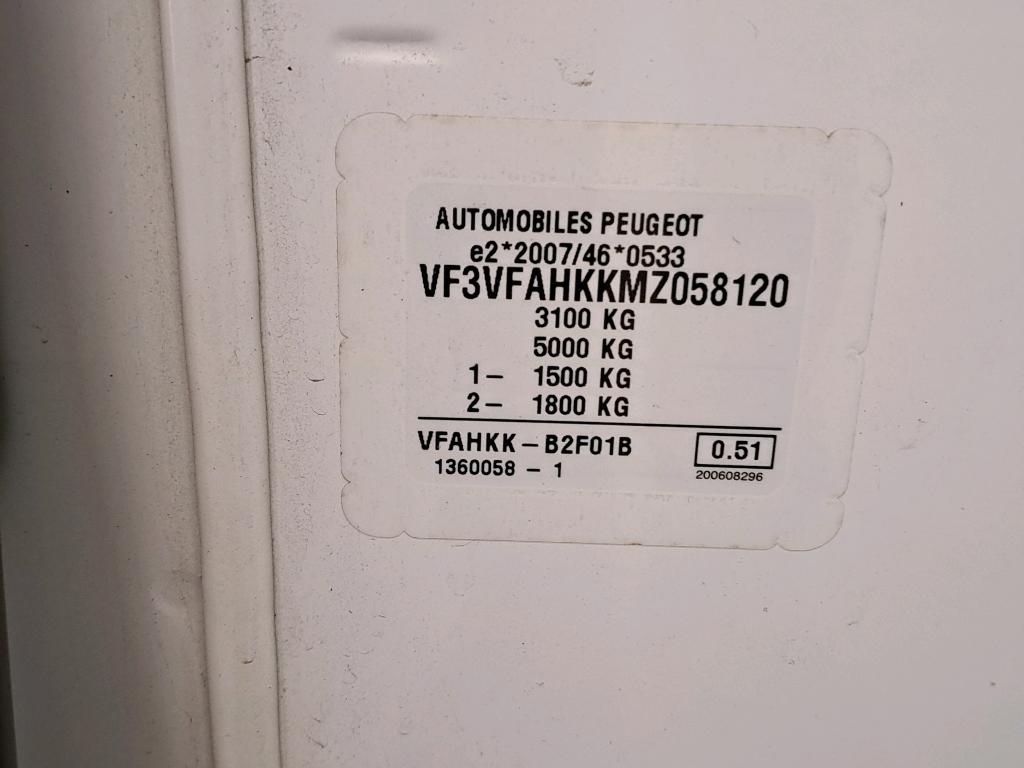 AUTOMOBILES PEUGEOT
e2*2007/46*0533
VF3VFAHKKMZ058120
3100 KG
5000 KG
1- 1500 KG
2- 1800 KG
VFAHKK-B2F01B
0.51
1360058 - 1
200608296